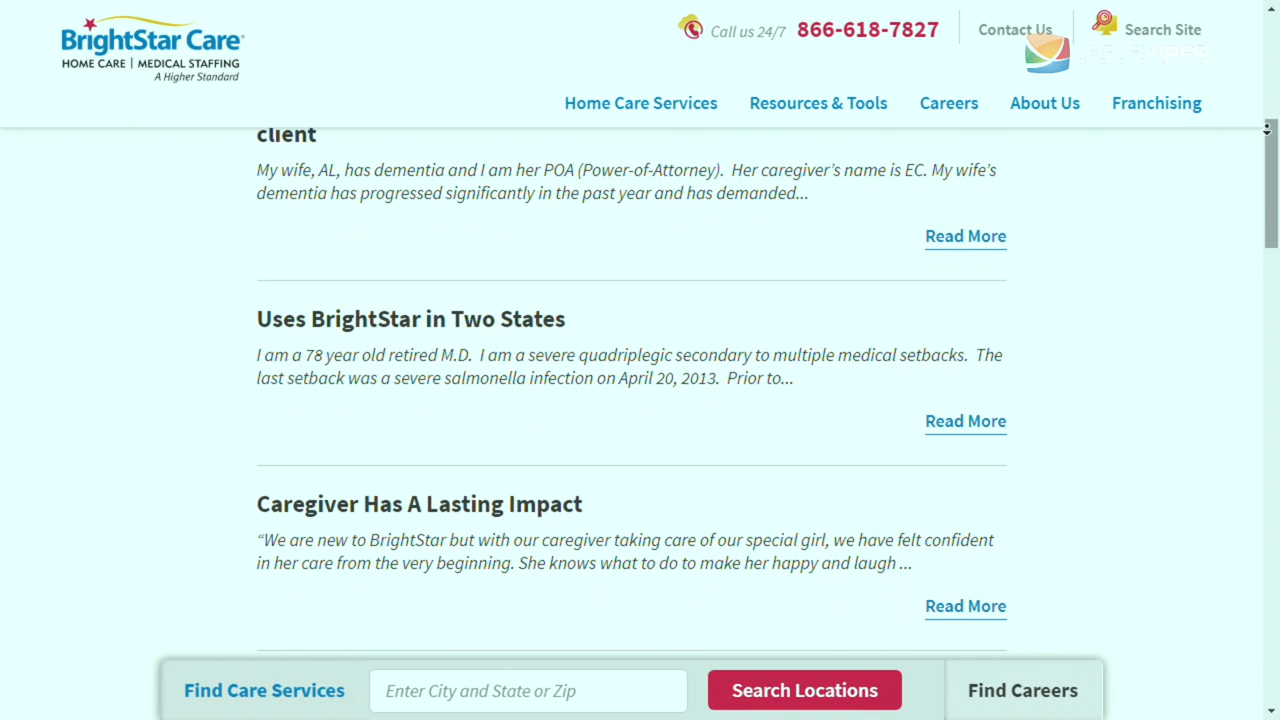 BrightStar Care
HOME CARE | MEDICAL STAFFING
A Higher Standard
Call us 24/7 866-618-7827
Contact Us
Search Site
Home Care Services
Resources & Tools
Careers
About Us
Franchising
client
My wife, AL, has dementia and I am her POA (Power-of-Attorney). Her caregiver’s name is EC. My wife’s
dementia has progressed significantly in the past year and has demanded...
Read More
Uses BrightStar in Two States
I am a 78 year old retired M.D. I am a severe quadriplegic secondary to multiple medical setbacks. The
last setback was a severe salmonella infection on April 20, 2013. Prior to...
Read More
Caregiver Has A Lasting Impact
“We are new to BrightStar but with our caregiver taking care of our special girl, we have felt confident
in her care from the very beginning. She knows what to do to make her happy and laugh ...
Read More
Find Care Services
Enter City and State or Zip
Search Locations
Find Careers